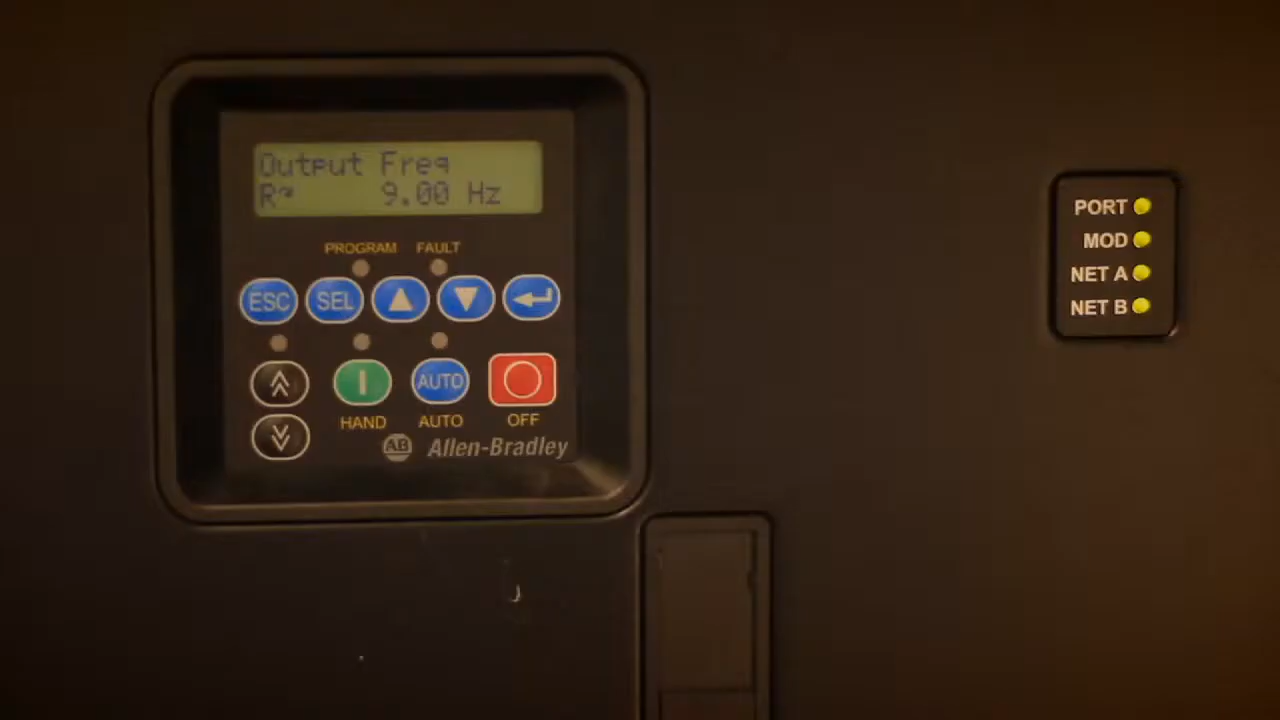 Output Freq
R 9.00 Hz
PROGRAM FAULT
ESC SEL
AUTO
HAND AUTO OFF
AB Allen-Bradley
PORT
MOD
NET A
NET B